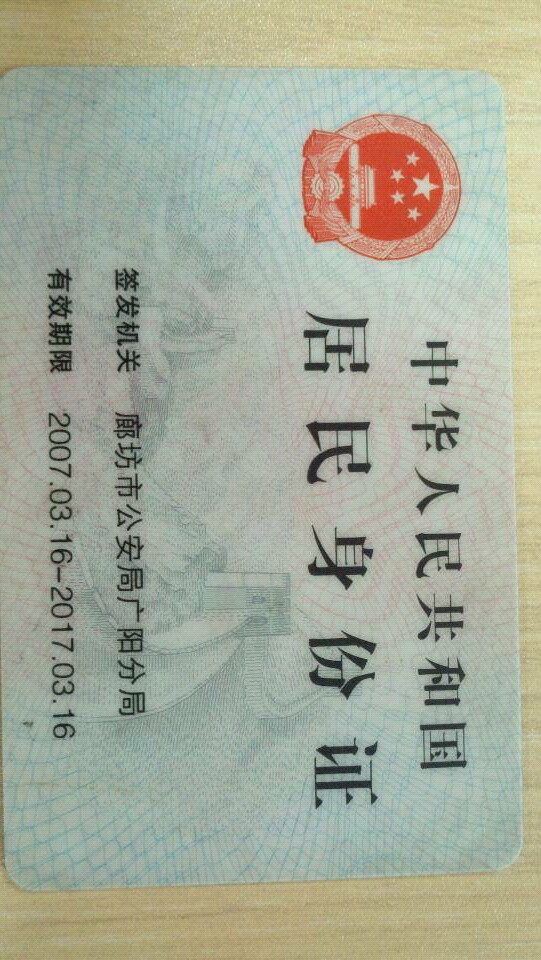 中华人民共和国
居民身份证
签发机关 廊坊市公安局广阳分局
有效期限 2007.03.16-2017.03.16